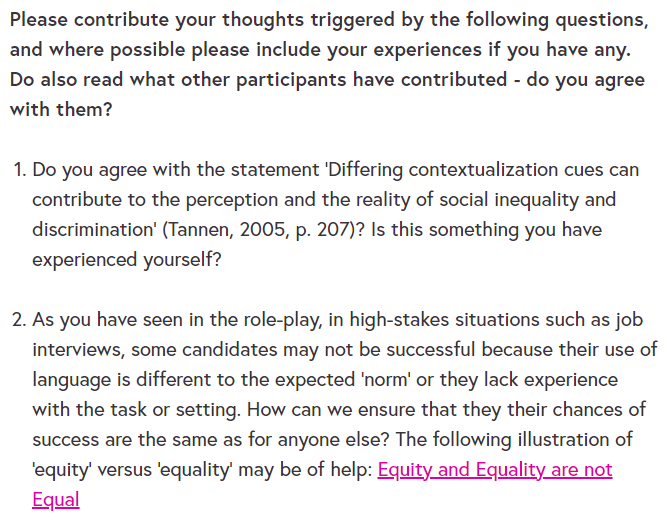 Please contribute your thoughts triggered by the following questions,
and where possible please include your experiences if you have any.
Do also read what other participants have contributed - do you agree
with them?
1. Do you agree with the statement 'Differing contextualization cues can
contribute to the perception and the reality of social inequality and
discrimination' (Tannen, 2005, p. 207)? Is this something you have
experienced yourself?
2. As you have seen in the role-play, in high-stakes situations such as job
interviews, some candidates may not be successful because their use of
language is different to the expected 'norm' or they lack experience
with the task or setting. How can we ensure that they their chances of
success are the same as for anyone else? The following illustration of
'equity' versus 'equality' may be of help: Equity and Equality are not
Equal